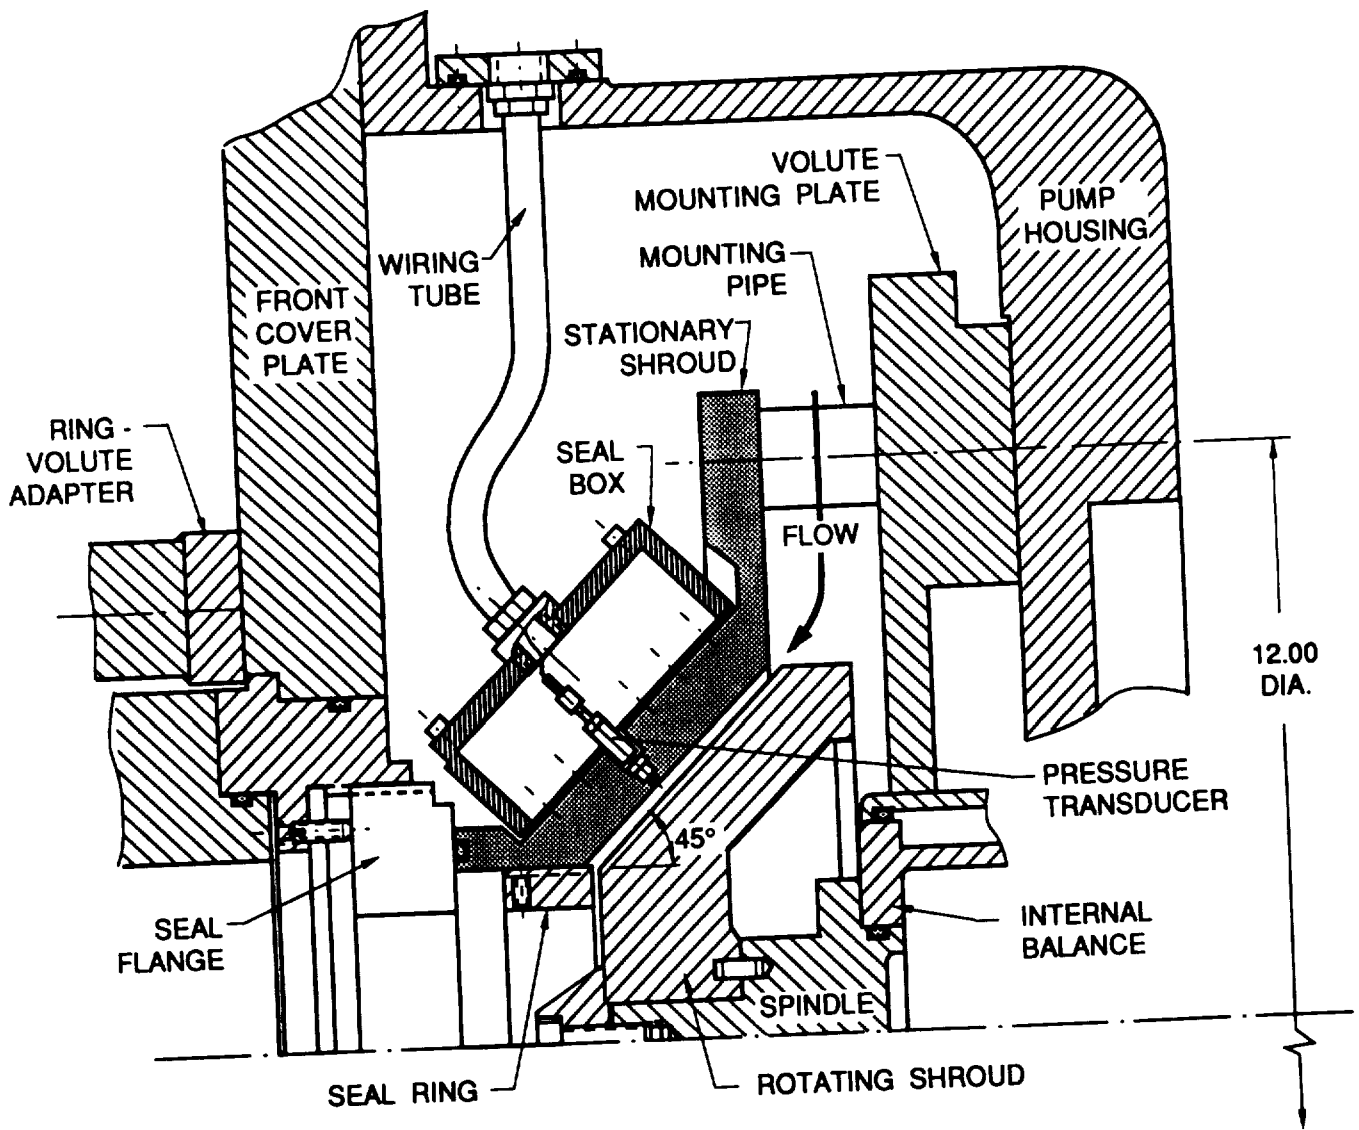 VOLUTE
MOUNTING PLATE
PUMP
HOUSING
MOUNTING
PIPE
WIRING
TUBE
FRONT
COVER
PLATE
STATIONARY
SHROUD
RING -
VOLUTE
ADAPTER
SEAL
BOX
FLOW
12.00
DIA.
PRESSURE
TRANSDUCER
45°
SEAL
FLANGE
INTERNAL
BALANCE
SPINDLE
SEAL RING
ROTATING SHROUD